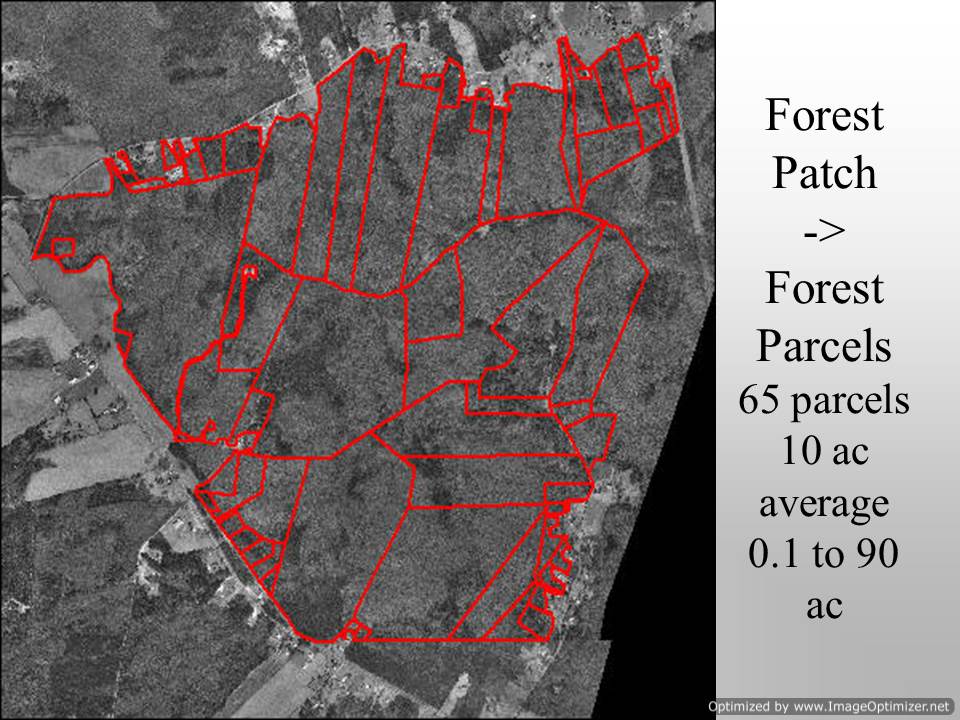 Forest
Patch
->
Forest
Parcels
65 parcels
10 ac
average
0.1 to 90
ac
Optimized by www.ImageOptimizer.net